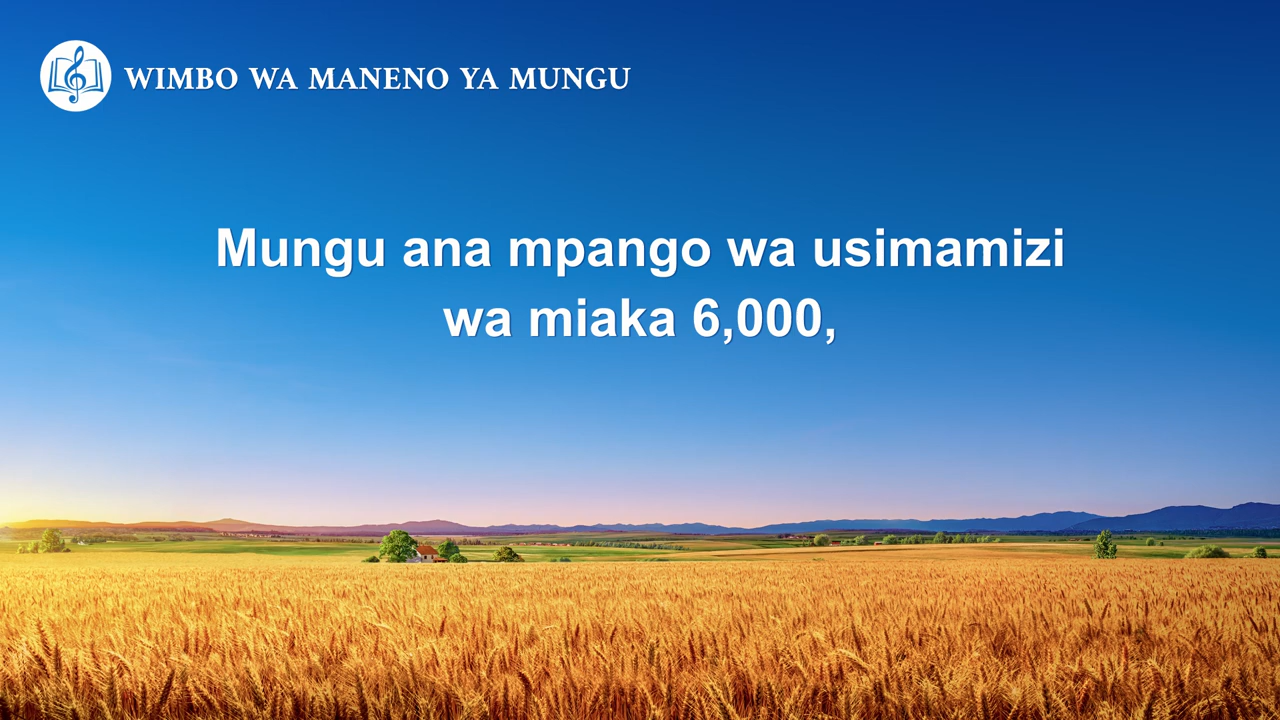 WIMBO WA MANENO YA MUNGU
Mungu ana mpango wa usimamizi
wa miaka 6,000,